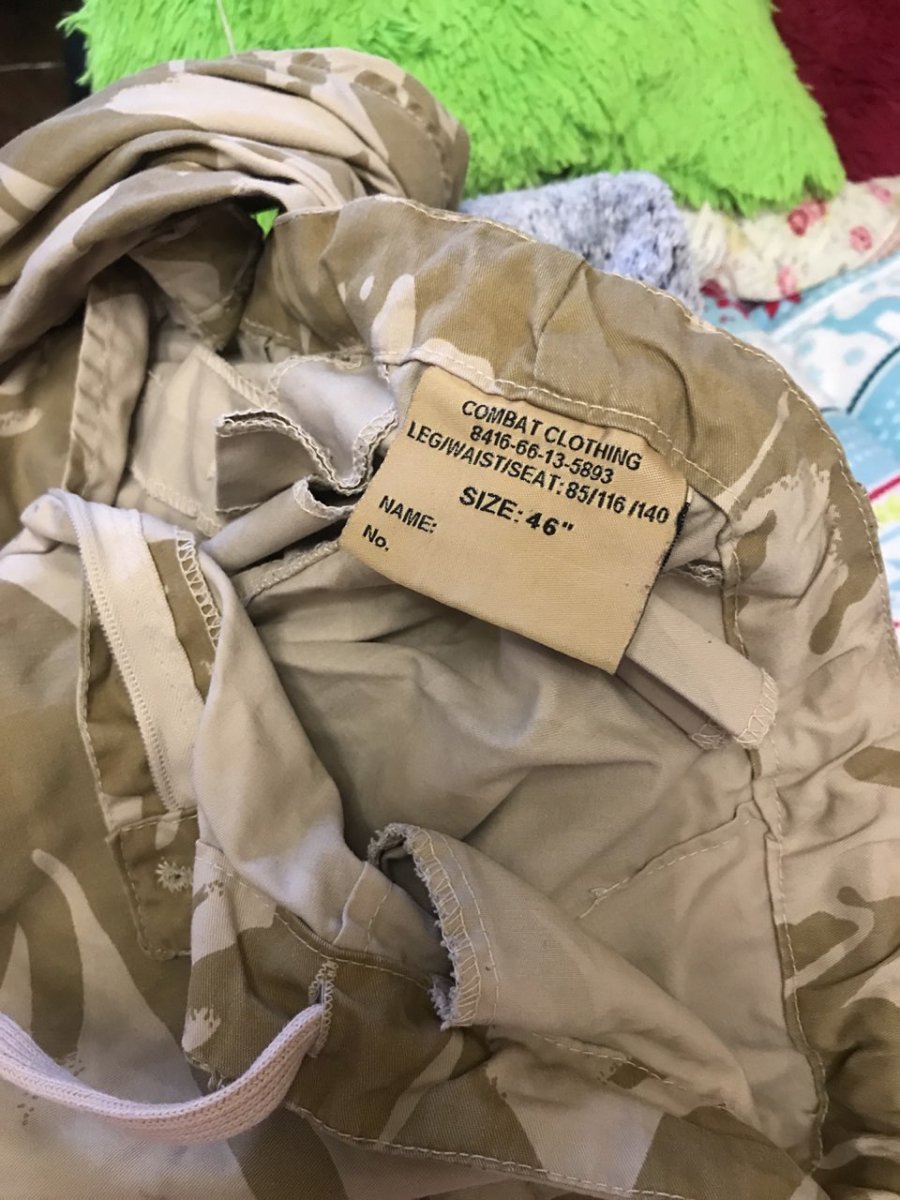 COMBAT CLOTHING
8416-66-13-5893
LEG/WAIST/SEAT: 85/116 /140
SIZE: 46"
NAME:
No.